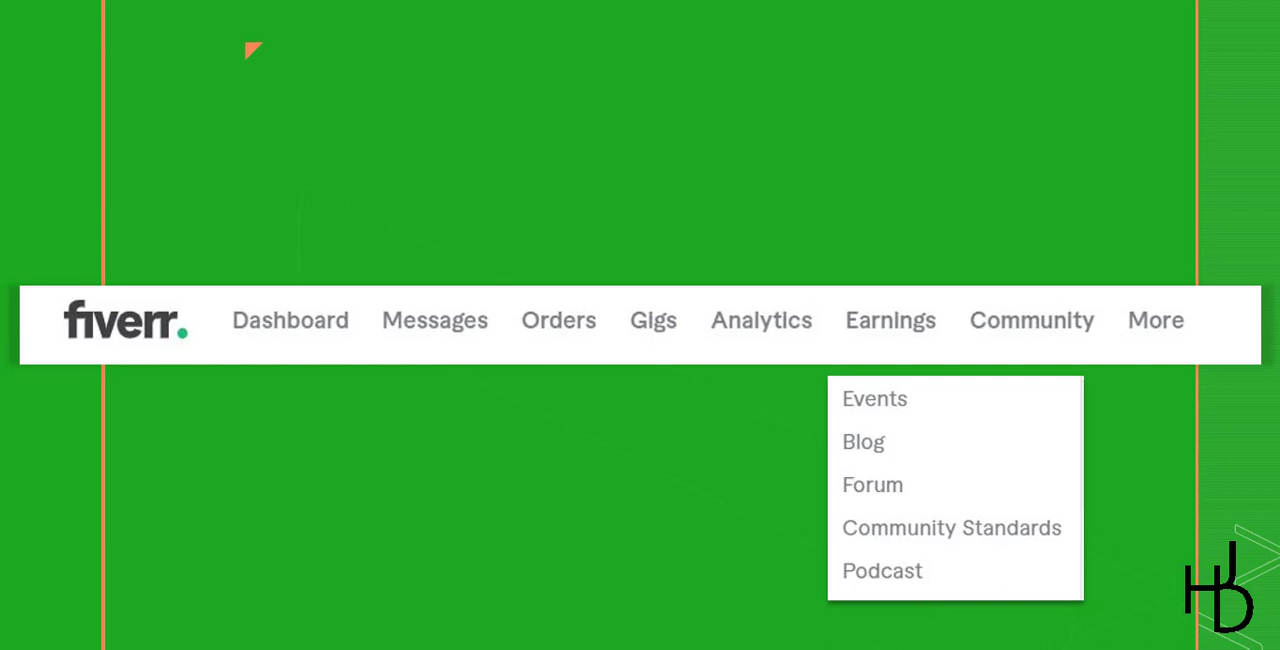 fiverr. Dashboard Messages Orders Gigs Analytics Earnings Community More
Events
Blog
Forum
Community Standards
Podcast